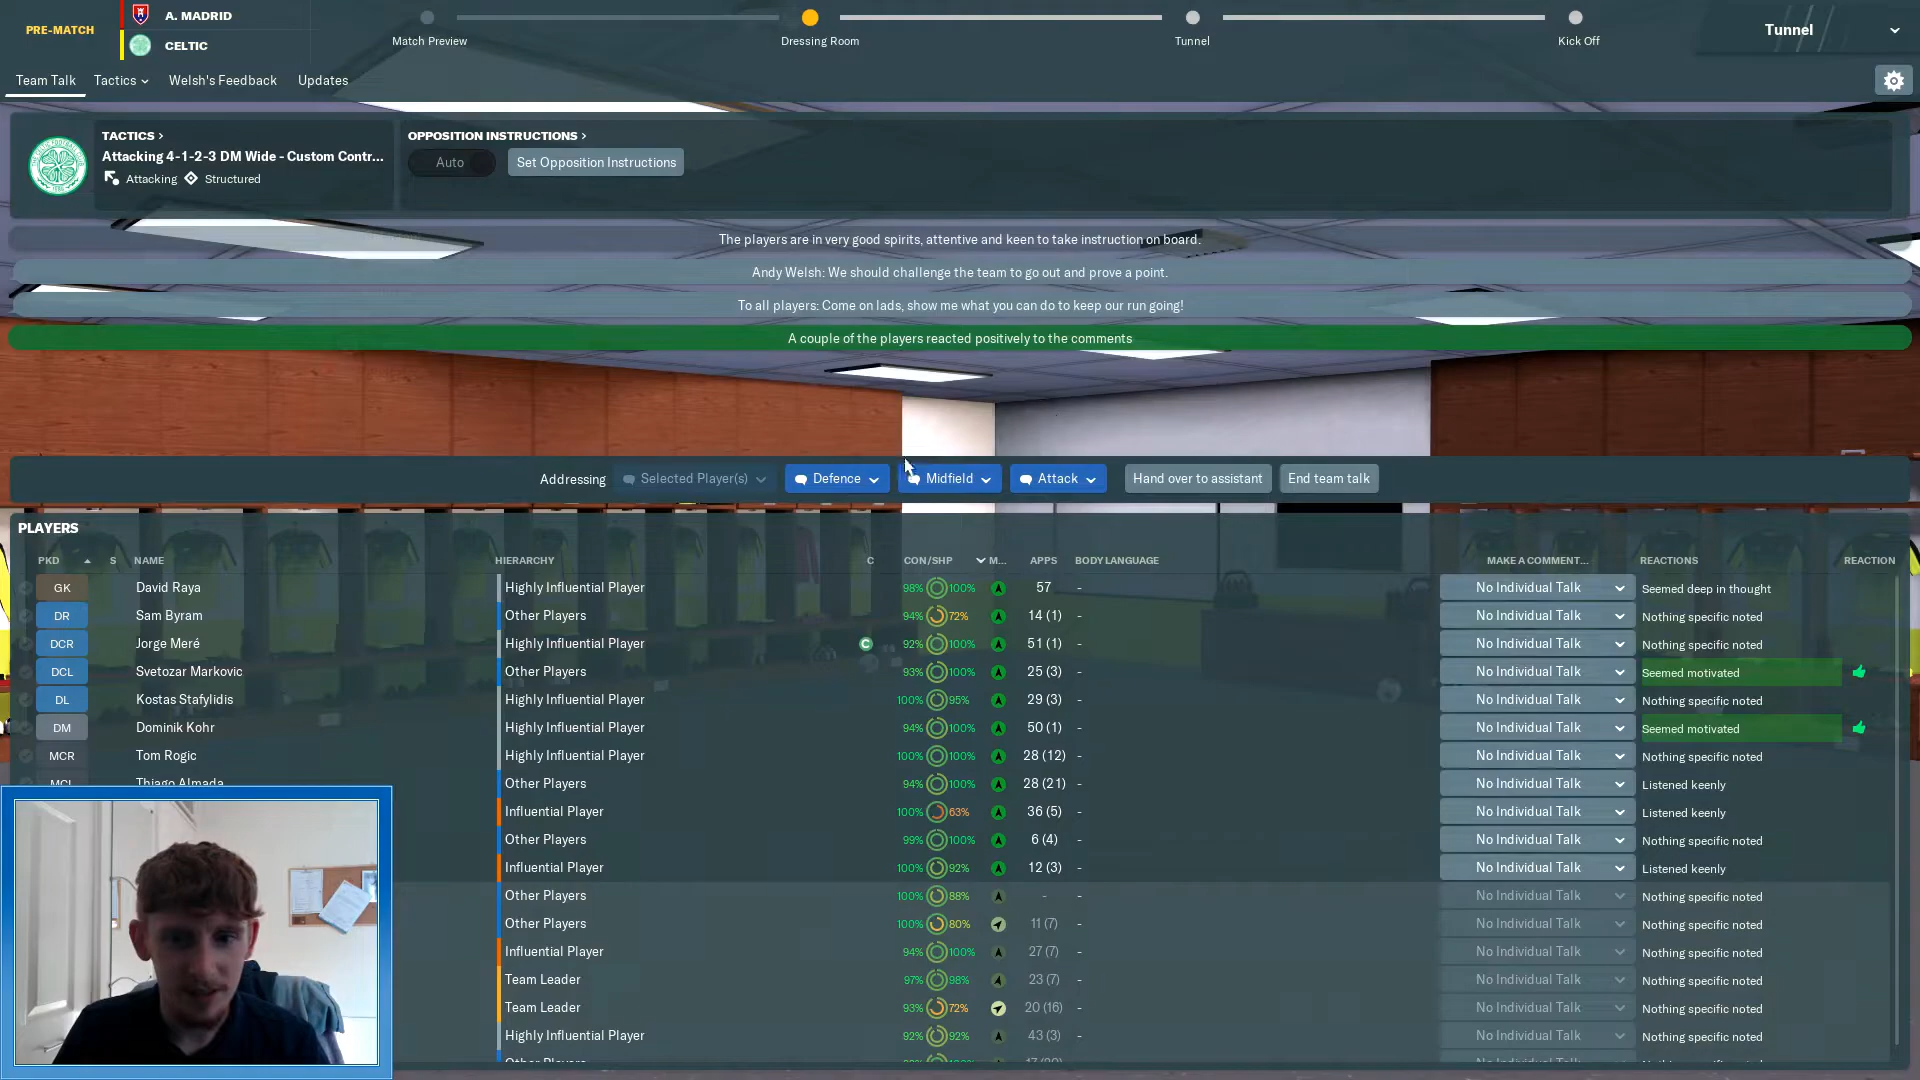 PRE-MATCH
A. MADRID
CELTIC
Match Preview
Dressing Room
Tunnel
Kick Off
Tunnel
Team Talk
Tactics
Welsh's Feedback
Updates
TACTICS >
Attacking 4-1-2-3 DM Wide - Custom Contr...
Attacking Structured
OPPOSITION INSTRUCTIONS >
Auto
Set Opposition Instructions
The players are in very good spirits, attentive and keen to take instruction on board.
Andy Welsh: We should challenge the team to go out and prove a point.
To all players: Come on lads, show me what you can do to keep our run going!
A couple of the players reacted positively to the comments
Addressing Selected Player(s) Defence Midfield Attack Hand over to assistant End team talk
PLAYERS
PKD S NAME HIERARCHY C CON/SHP M... APPS BODY LANGUAGE MAKE A COMMENT... REACTIONS REACTION
GK David Raya Highly Influential Player 98% 100% 57 - No Individual Talk Seemed deep in thought
DR Sam Byram Other Players 94% 72% 14 (1) - No Individual Talk Nothing specific noted
DCR Jorge Meré Highly Influential Player C 92% 100% 51 (1) - No Individual Talk Nothing specific noted
DCL Svetozar Markovic Other Players 93% 100% 25 (3) - No Individual Talk Seemed motivated
DL Kostas Stafylidis Highly Influential Player 100% 95% 29 (3) - No Individual Talk Nothing specific noted
DM Dominik Kohr Highly Influential Player 94% 100% 50 (1) - No Individual Talk Seemed motivated
MCR Tom Rogic Highly Influential Player 100% 100% 28 (12) - No Individual Talk Nothing specific noted
MCL Thiago Almada Other Players 94% 100% 28 (21) - No Individual Talk Listened keenly
Influential Player 100% 63% 36 (5) - No Individual Talk Listened keenly
Other Players 99% 100% 6 (4) - No Individual Talk Nothing specific noted
Influential Player 100% 92% 12 (3) - No Individual Talk Listened keenly
Other Players 100% 88% - - No Individual Talk Nothing specific noted
Other Players 100% 80% 11 (7) - No Individual Talk Nothing specific noted
Influential Player 94% 100% 27 (7) - No Individual Talk Nothing specific noted
Team Leader 97% 98% 23 (7) - No Individual Talk Nothing specific noted
Team Leader 93% 72% 20 (16) - No Individual Talk Nothing specific noted
Highly Influential Player 92% 92% 43 (3) - No Individual Talk Nothing specific noted